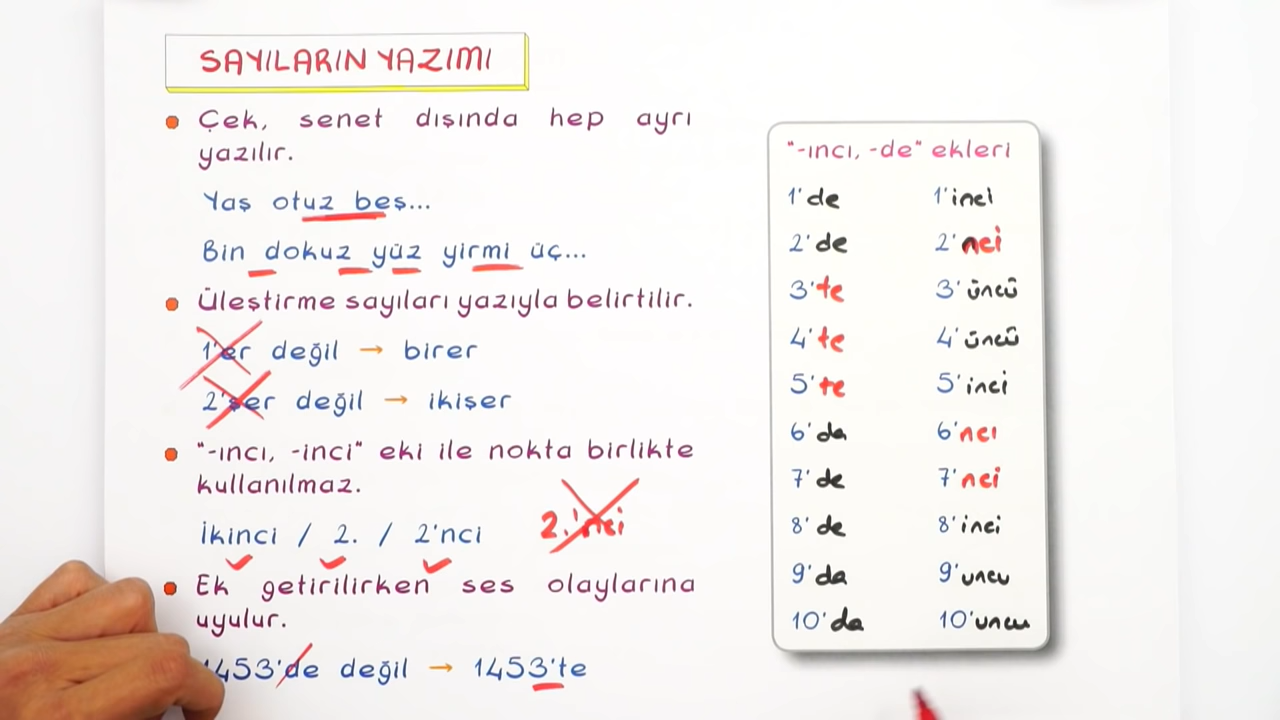 SAYILARIN YAZIMI
Çek, senet dışında hep ayrı
yazılır.
Yaş otuz beş...
Bin dokuz yüz yirmi üç...
Üleştirme sayıları yazıyla belirtilir.
1'er değil → birer
2'şer değil → ikişer
"-ıncı, -inci" eki ile nokta birlikte
kullanılmaz.
İkinci / 2. / 2'nci 2.'nci
Ek getirilirken ses olaylarına
uyulur.
1453'de değil → 1453'te
"-ıncı, -de" ekleri
1'de 1'inci
2'de 2'nci
3'te 3'üncü
4'te 4'üncü
5'te 5'inci
6'da 6'ncı
7'de 7'nci
8'de 8'inci
9'da 9'uncu
10'da 10'uncu